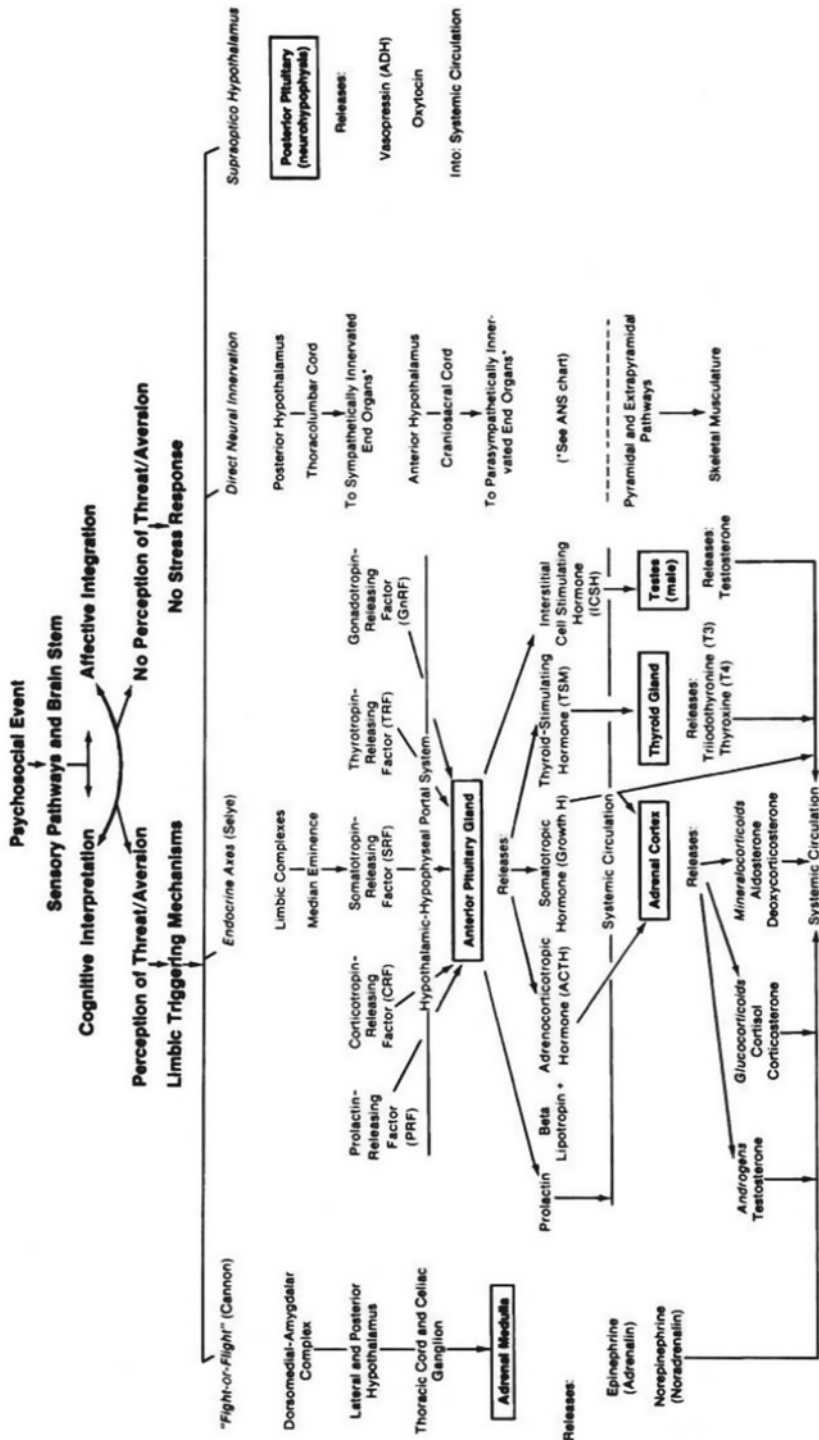 Psychosocial Event
Sensory Pathways and Brain Stem
Cognitive Interpretation
Affective Integration
Perception of Threat/Aversion
No Perception of Threat/Aversion
Limbic Triggering Mechanisms
No Stress Response
"Fight-or-Flight" (Cannon)
Dorsomedial-Amygdalar
Complex
Lateral and Posterior
Hypothalamus
Thoracic Cord and Celiac
Ganglion
Adrenal Medulla
Releases:
Epinephrine
(Adrenalin)
Norepinephrine
(Noradrenalin)
Endocrine Axes (Selye)
Limbic Complexes
Median Eminence
Prolactin-
Releasing
Factor
(PRF)
Corticotropin-
Releasing
Factor (CRF)
Somatotropin-
Releasing
Factor (SRF)
Thyrotropin-
Releasing
Factor (TRF)
Gonadotropin-
Releasing
Factor
(GnRF)
Hypothalamic-Hypophyseal Portal System
Anterior Pituitary Gland
Releases:
Prolactin
Beta
Lipotropin +
Adrenocorticotropic
Hormone (ACTH)
Somatotropic
Hormone (Growth H)
Thyroid-Stimulating
Hormone (TSM)
Interstitial
Cell Stimulating
Hormone
(ICSH)
Systemic Circulation
Adrenal Cortex
Thyroid Gland
Testes
(male)
Releases:
Androgens
Testosterone
Glucocorticoids
Cortisol
Corticosterone
Mineralocorticoids
Aldosterone
Deoxycorticosterone
Releases:
Triiodothyronine (T3)
Thyroxine (T4)
Releases:
Testosterone
Systemic Circulation
Direct Neural Innervation
Posterior Hypothalamus
Thoracolumbar Cord
To Sympathetically Innervated
End Organs*
Anterior Hypothalamus
Craniosacral Cord
To Parasympathetically Inner-
vated End Organs*
(*See ANS chart)
Pyramidal and Extrapyramidal
Pathways
Skeletal Musculature
Supraoptico Hypothalamus
Posterior Pituitary
(neurohypophysis)
Releases:
Vasopressin (ADH)
Oxytocin
Into: Systemic Circulation